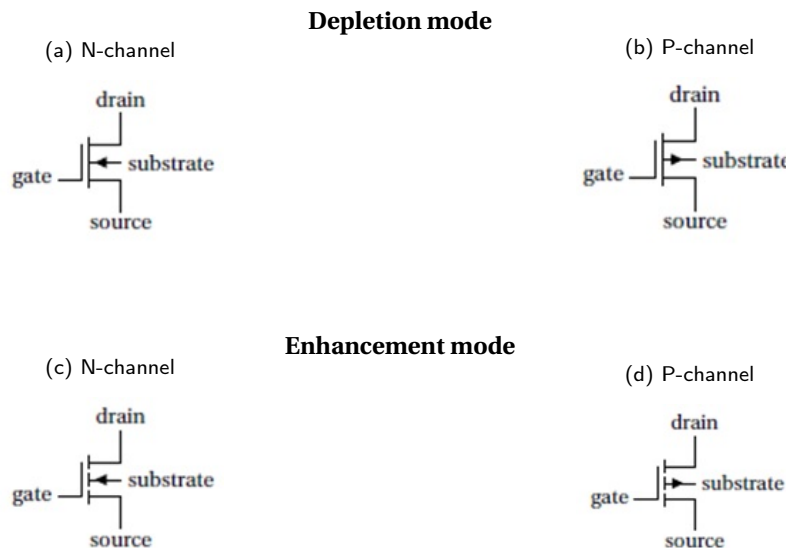 Depletion mode
(a) N-channel
(b) P-channel
drain
substrate
gate
source
drain
substrate
gate
source
Enhancement mode
(c) N-channel
(d) P-channel
drain
substrate
gate
source
drain
substrate
gate
source